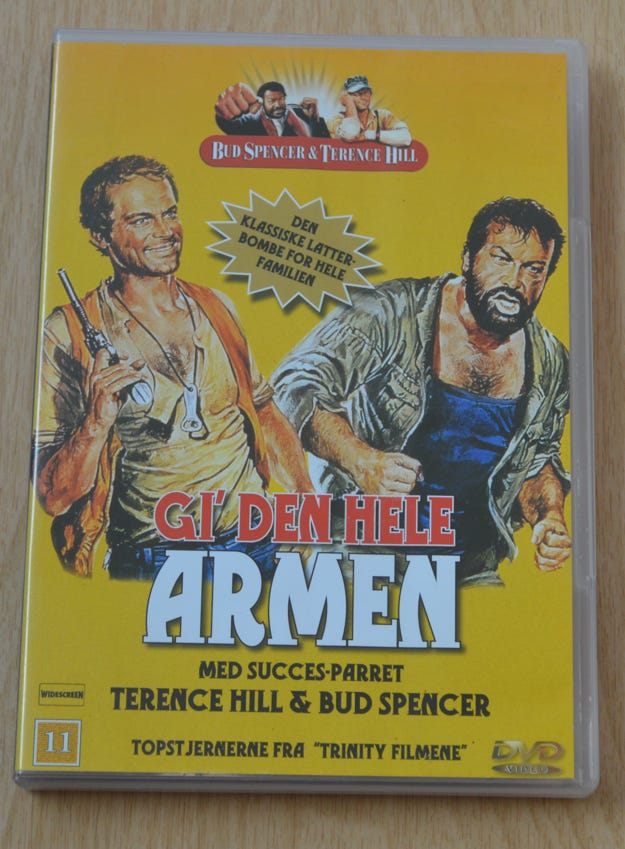 BUD SPENCER & TERENCE HILL
DEN
KLASSISKE LATTER-
BOMBE FOR HELE
FAMILIEN
GI' DEN HELE
ARMEN
MED SUCCES-PARRET
TERENCE HILL & BUD SPENCER
WIDESCREEN
11
TOPSTJERNERNE FRA "TRINITY FILMENE"
DVD
VIDEO